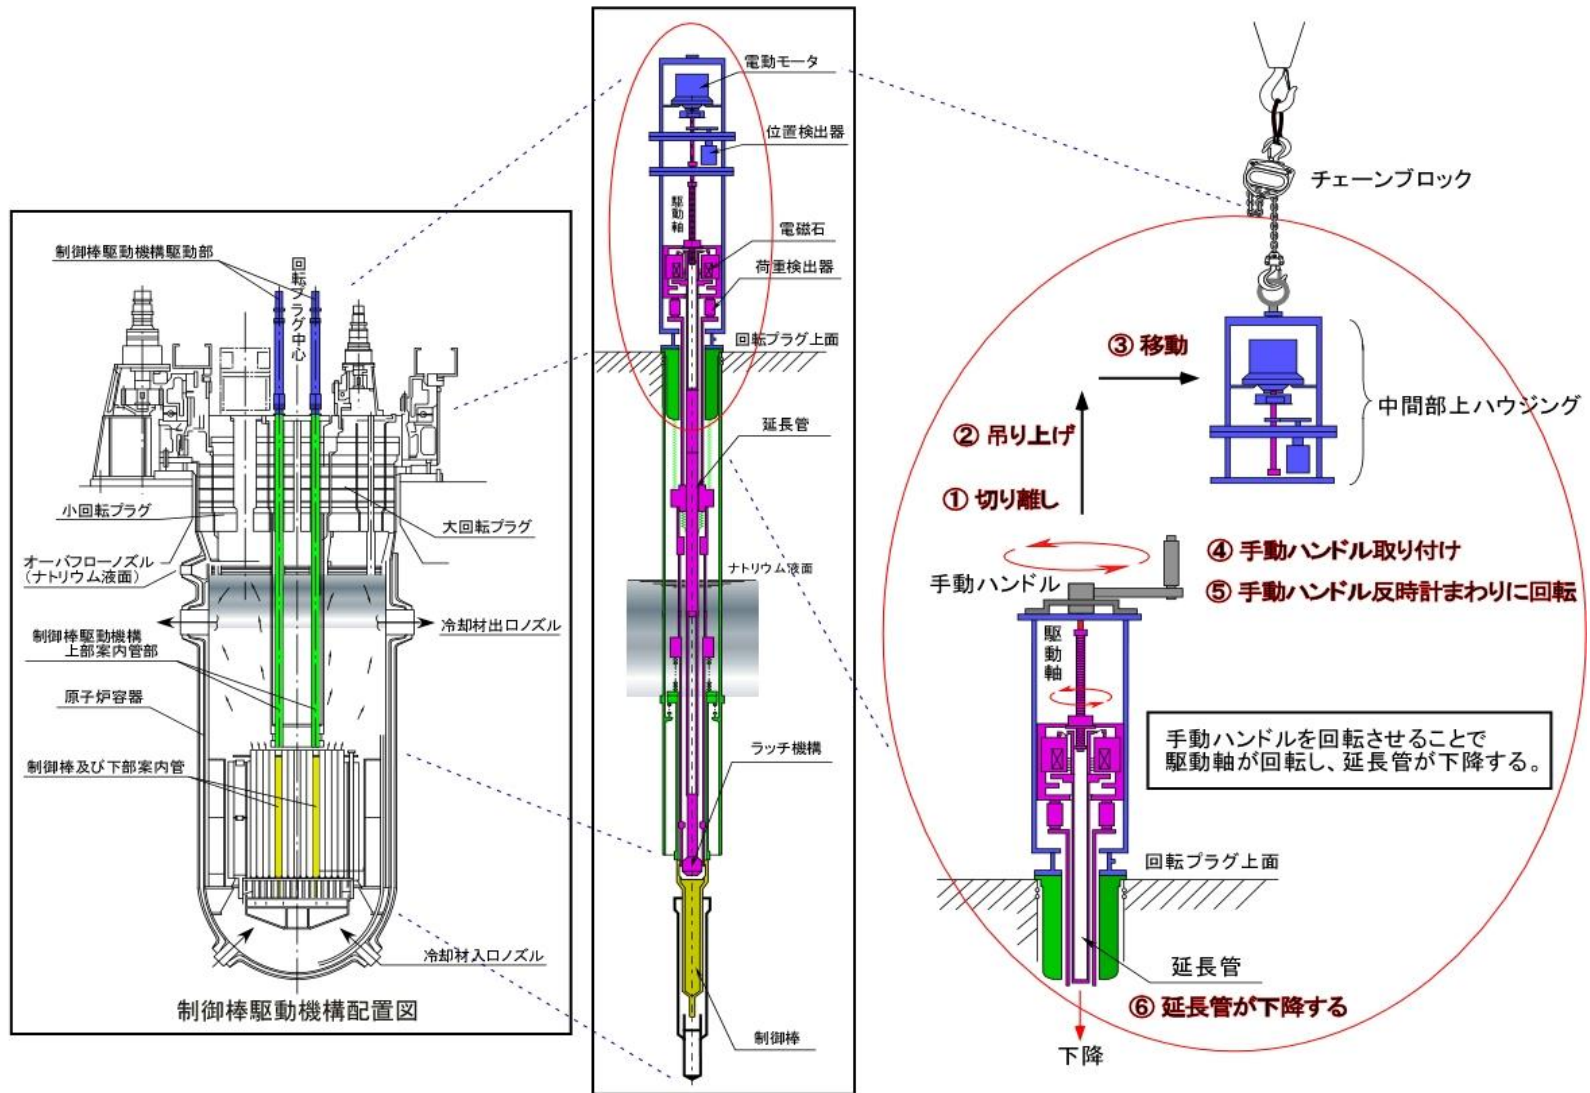 制御棒駆動機構駆動部
回転プラグ中心
小回転プラグ
大回転プラグ
オーバフローノズル
(ナトリウム液面)
冷却材出口ノズル
制御棒駆動機構
上部案内管部
原子炉容器
制御棒及び下部案内管
冷却材入口ノズル
制御棒駆動機構配置図
電動モータ
位置検出器
駆動軸
電磁石
荷重検出器
回転プラグ上面
延長管
ナトリウム液面
ラッチ機構
制御棒
チェーンブロック
③ 移動
中間部上ハウジング
② 吊り上げ
① 切り離し
④ 手動ハンドル取り付け
手動ハンドル
⑤ 手動ハンドル反時計まわりに回転
駆動軸
手動ハンドルを回転させることで
駆動軸が回転し、延長管が下降する。
回転プラグ上面
延長管
⑥ 延長管が下降する
下降